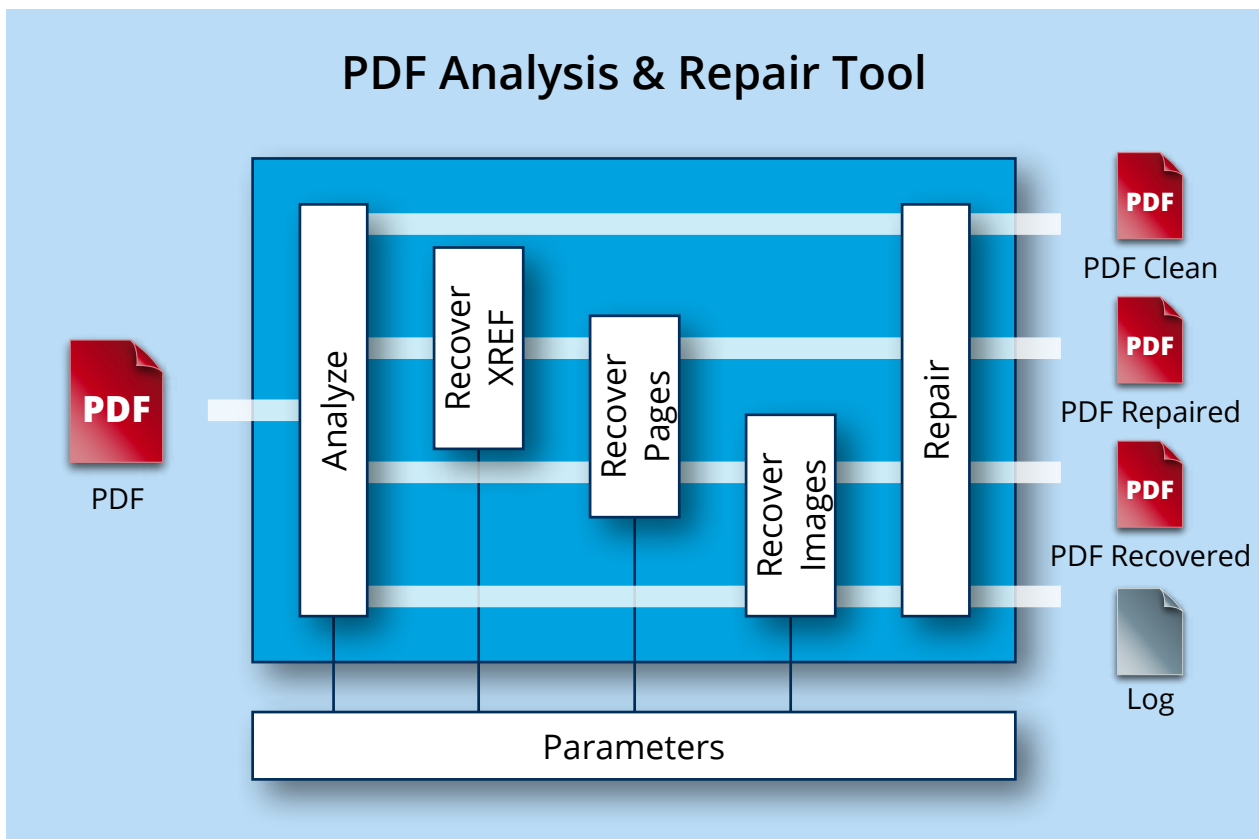 PDF Analysis & Repair Tool
PDF
PDF
Analyze
Recover
XREF
Recover
Pages
Recover
Images
Repair
PDF
PDF Clean
PDF
PDF Repaired
PDF
PDF Recovered
Log
Parameters